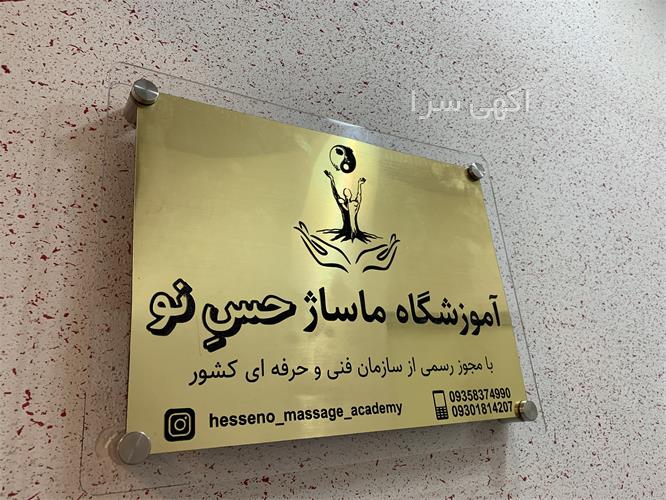 آگهی سرا
آموزشگاه ماساژ حسِ نو
با مجوز رسمی از سازمان فنی و حرفه ای کشور
hesseno_massage_academy
09358374990
09301814207